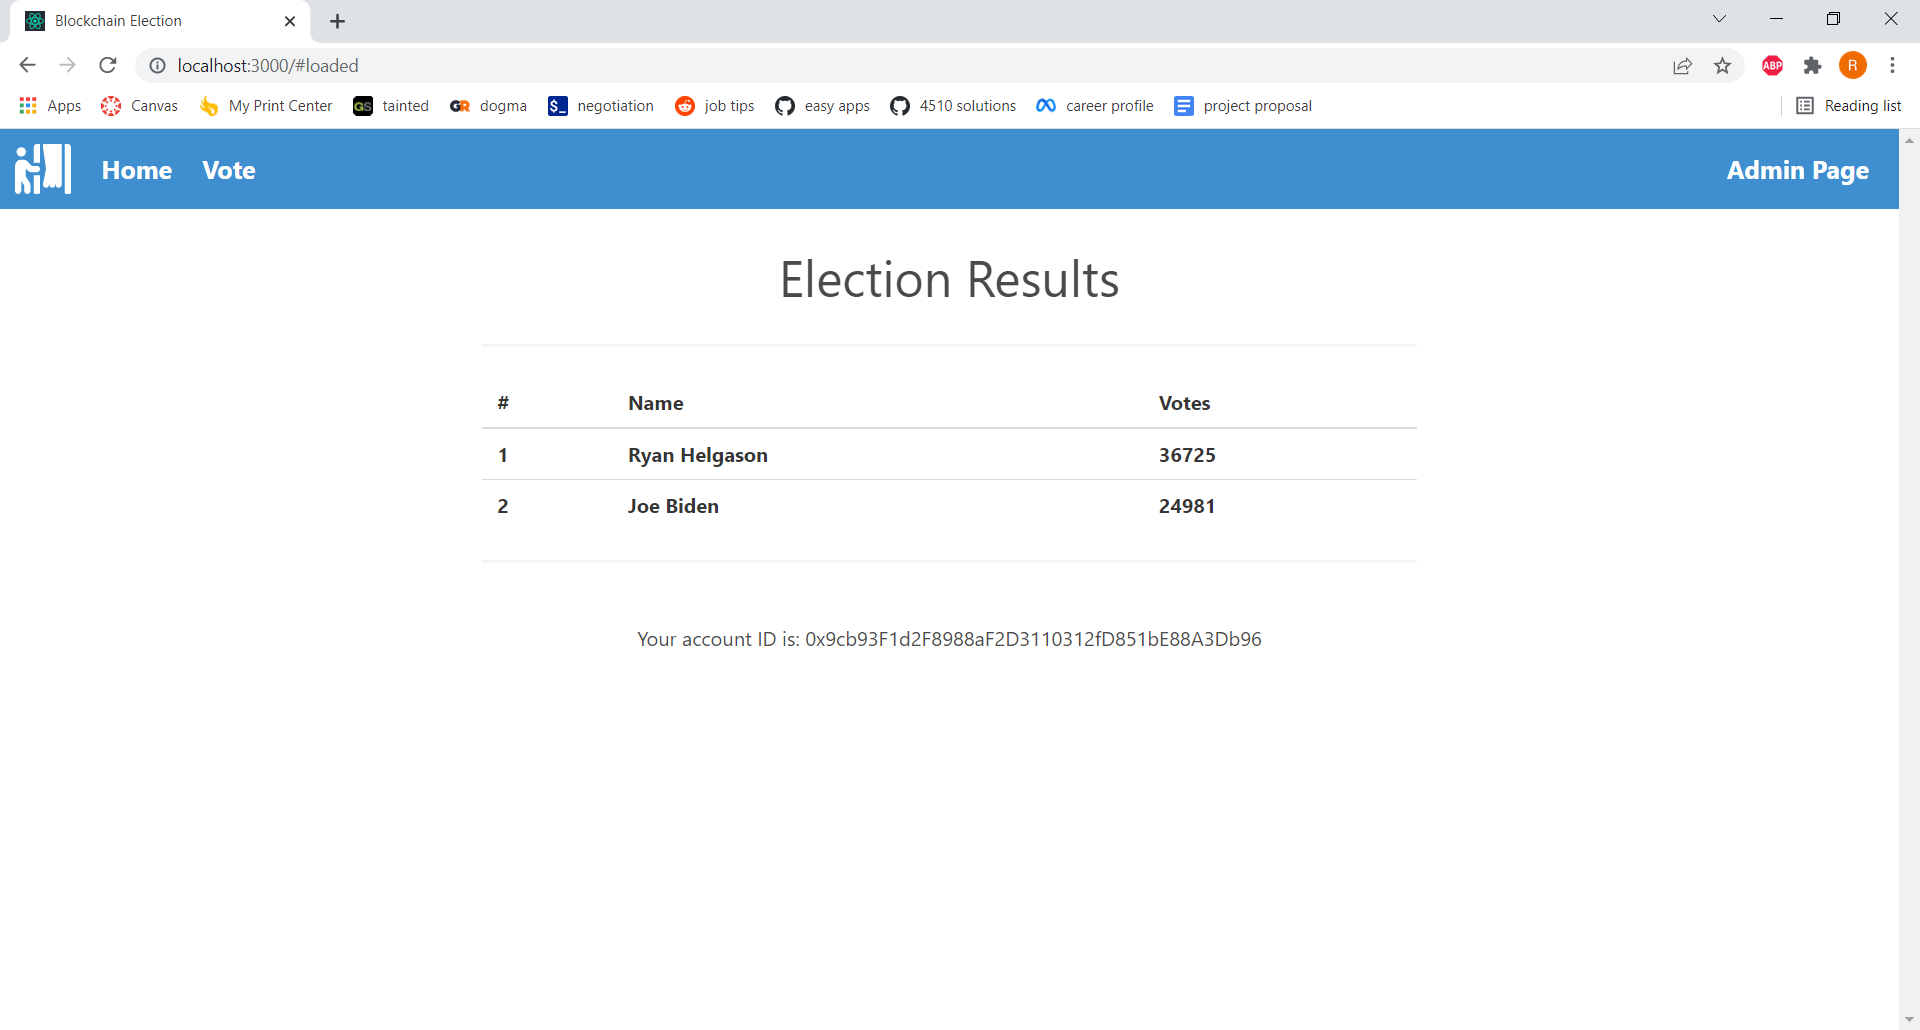 Blockchain Election
localhost:3000/#loaded
ABP
R
Apps Canvas My Print Center GS tainted GR dogma $_ negotiation job tips easy apps 4510 solutions career profile project proposal Reading list
Home Vote Admin Page
Election Results
# Name Votes
1 Ryan Helgason 36725
2 Joe Biden 24981
Your account ID is: 0x9cb93F1d2F8988aF2D3110312fD851bE88A3Db96